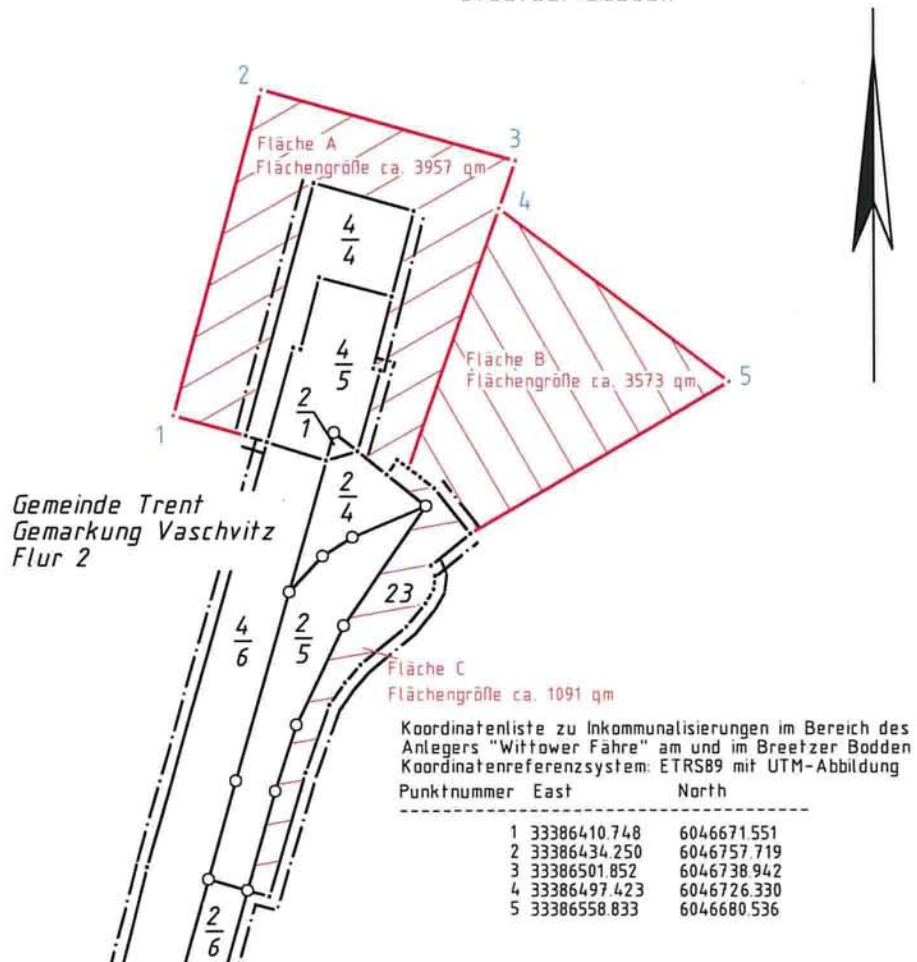 2
3
Fläche A
Flächengröße ca. 3957 qm
4
4
4
Fläche B
Flächengröße ca. 3573 qm
5
4
5
2
1
1
2
4
Gemeinde Trent
Gemarkung Vaschvitz
Flur 2
23
4
6
2
5
Fläche C
Flächengröße ca. 1091 qm
Koordinatenliste zu Inkommunalisierungen im Bereich des
Anlegers "Wittower Fähre" am und im Breetzer Bodden
Koordinatenreferenzsystem: ETRS89 mit UTM-Abbildung
Punktnummer East North
1 33386410.748 6046671.551
2 33386434.250 6046757.719
3 33386501.852 6046738.942
4 33386497.423 6046726.330
5 33386558.833 6046680.536
2
6